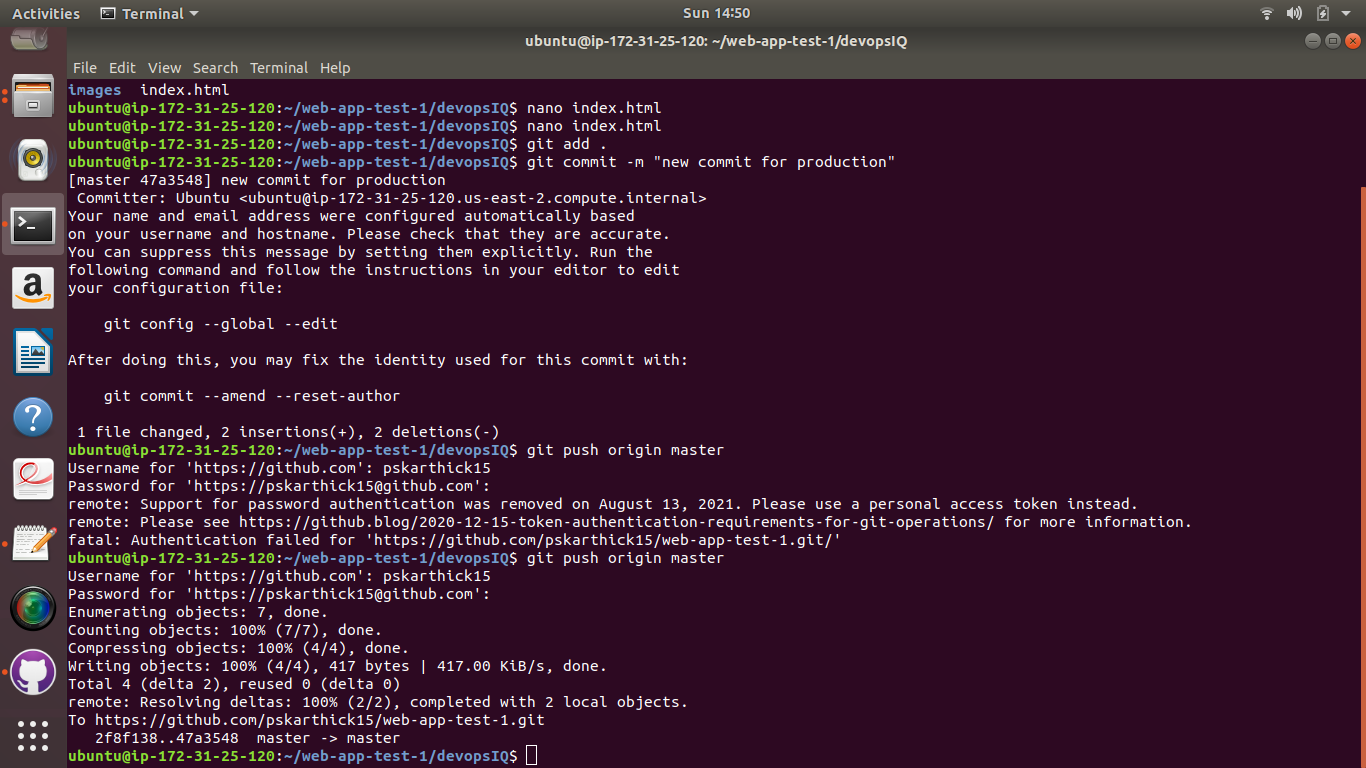 Activities Terminal Sun 14:50
ubuntu@ip-172-31-25-120: ~/web-app-test-1/devopsIQ
File Edit View Search Terminal Help
images  index.html
ubuntu@ip-172-31-25-120:~/web-app-test-1/devopsIQ$ nano index.html
ubuntu@ip-172-31-25-120:~/web-app-test-1/devopsIQ$ nano index.html
ubuntu@ip-172-31-25-120:~/web-app-test-1/devopsIQ$ git add .
ubuntu@ip-172-31-25-120:~/web-app-test-1/devopsIQ$ git commit -m "new commit for production"
[master 47a3548] new commit for production
 Committer: Ubuntu <ubuntu@ip-172-31-25-120.us-east-2.compute.internal>
Your name and email address were configured automatically based
on your username and hostname. Please check that they are accurate.
You can suppress this message by setting them explicitly. Run the
following command and follow the instructions in your editor to edit
your configuration file:
    git config --global --edit
After doing this, you may fix the identity used for this commit with:
    git commit --amend --reset-author
 1 file changed, 2 insertions(+), 2 deletions(-)
ubuntu@ip-172-31-25-120:~/web-app-test-1/devopsIQ$ git push origin master
Username for 'https://github.com': pskarthick15
Password for 'https://pskarthick15@github.com':
remote: Support for password authentication was removed on August 13, 2021. Please use a personal access token instead.
remote: Please see https://github.blog/2020-12-15-token-authentication-requirements-for-git-operations/ for more information.
fatal: Authentication failed for 'https://github.com/pskarthick15/web-app-test-1.git/'
ubuntu@ip-172-31-25-120:~/web-app-test-1/devopsIQ$ git push origin master
Username for 'https://github.com': pskarthick15
Password for 'https://pskarthick15@github.com':
Enumerating objects: 7, done.
Counting objects: 100% (7/7), done.
Compressing objects: 100% (4/4), done.
Writing objects: 100% (4/4), 417 bytes | 417.00 KiB/s, done.
Total 4 (delta 2), reused 0 (delta 0)
remote: Resolving deltas: 100% (2/2), completed with 2 local objects.
To https://github.com/pskarthick15/web-app-test-1.git
   2f8f138..47a3548  master -> master
ubuntu@ip-172-31-25-120:~/web-app-test-1/devopsIQ$